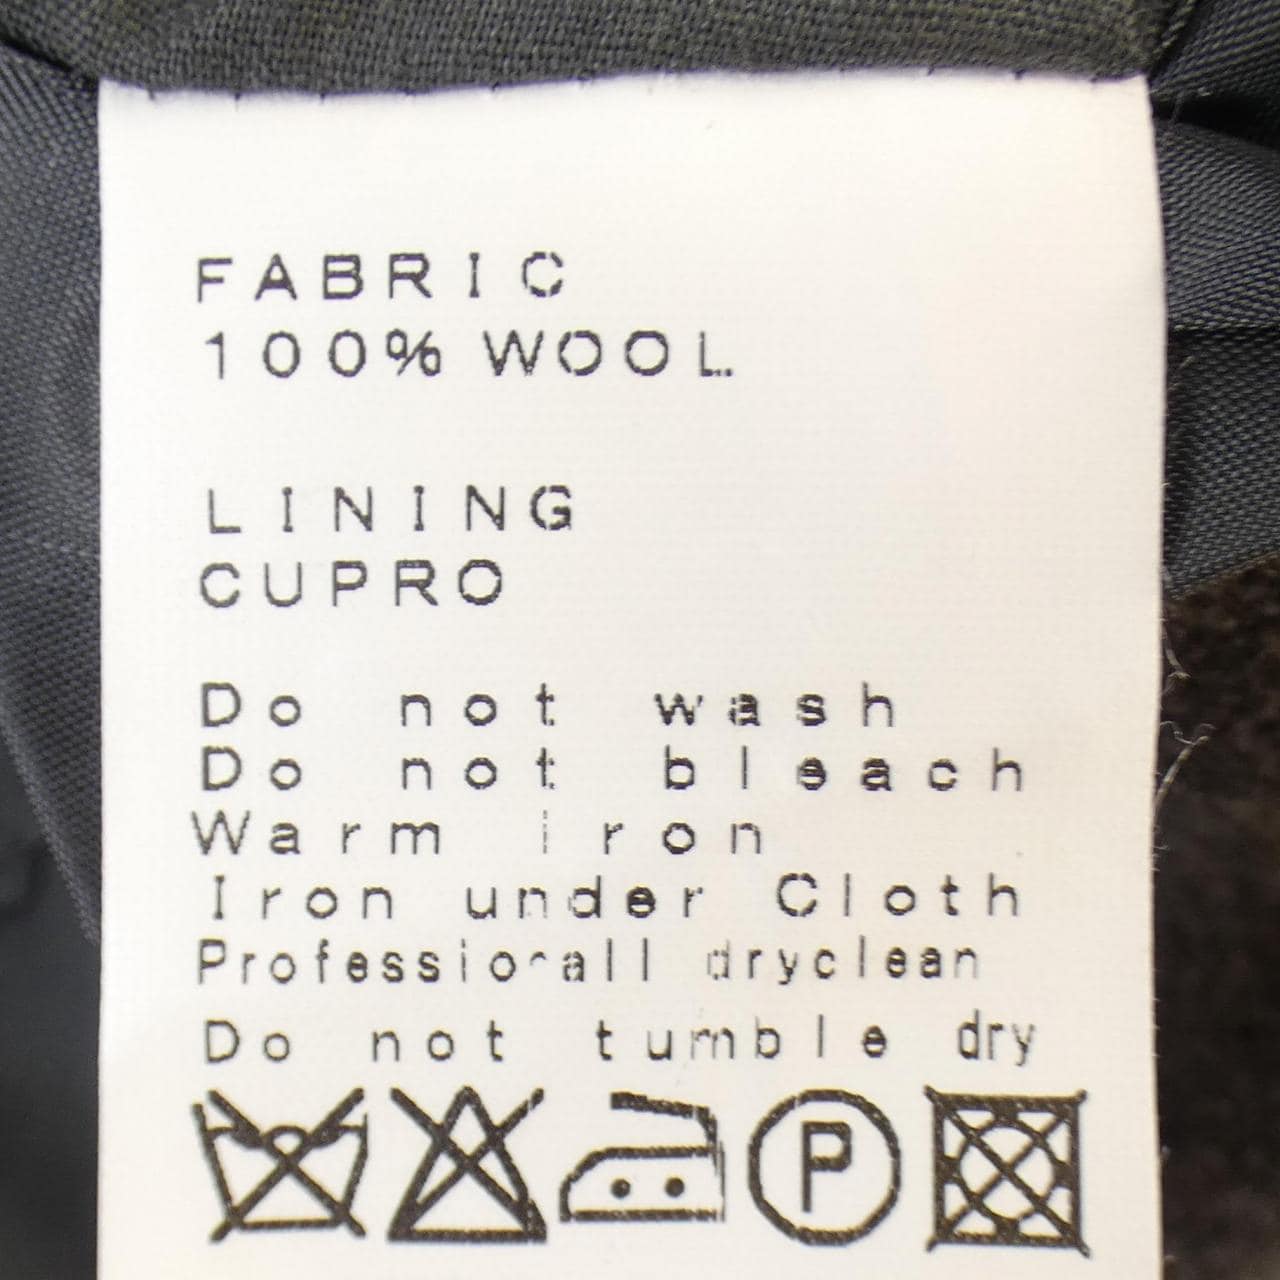 FABRIC
100% WOOL.
LINING
CUPRO
Do not wash
Do not bleach
Warm iron
Iron under Cloth
Professionall dryclean
Do not tumble dry
P